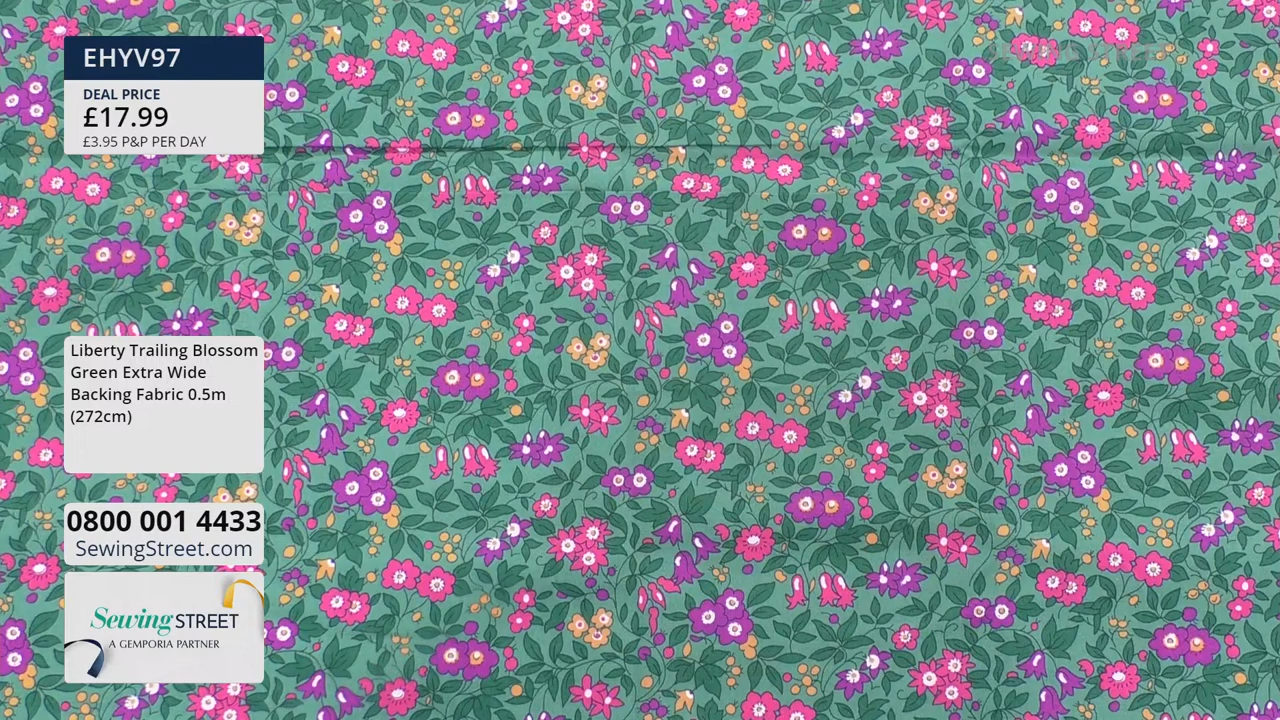 EHYV97
DEAL PRICE
£17.99
£3.95 P&P PER DAY
Liberty Trailing Blossom
Green Extra Wide
Backing Fabric 0.5m
(272cm)
0800 001 4433
SewingStreet.com
Sewing STREET
A GEMPORIA PARTNER